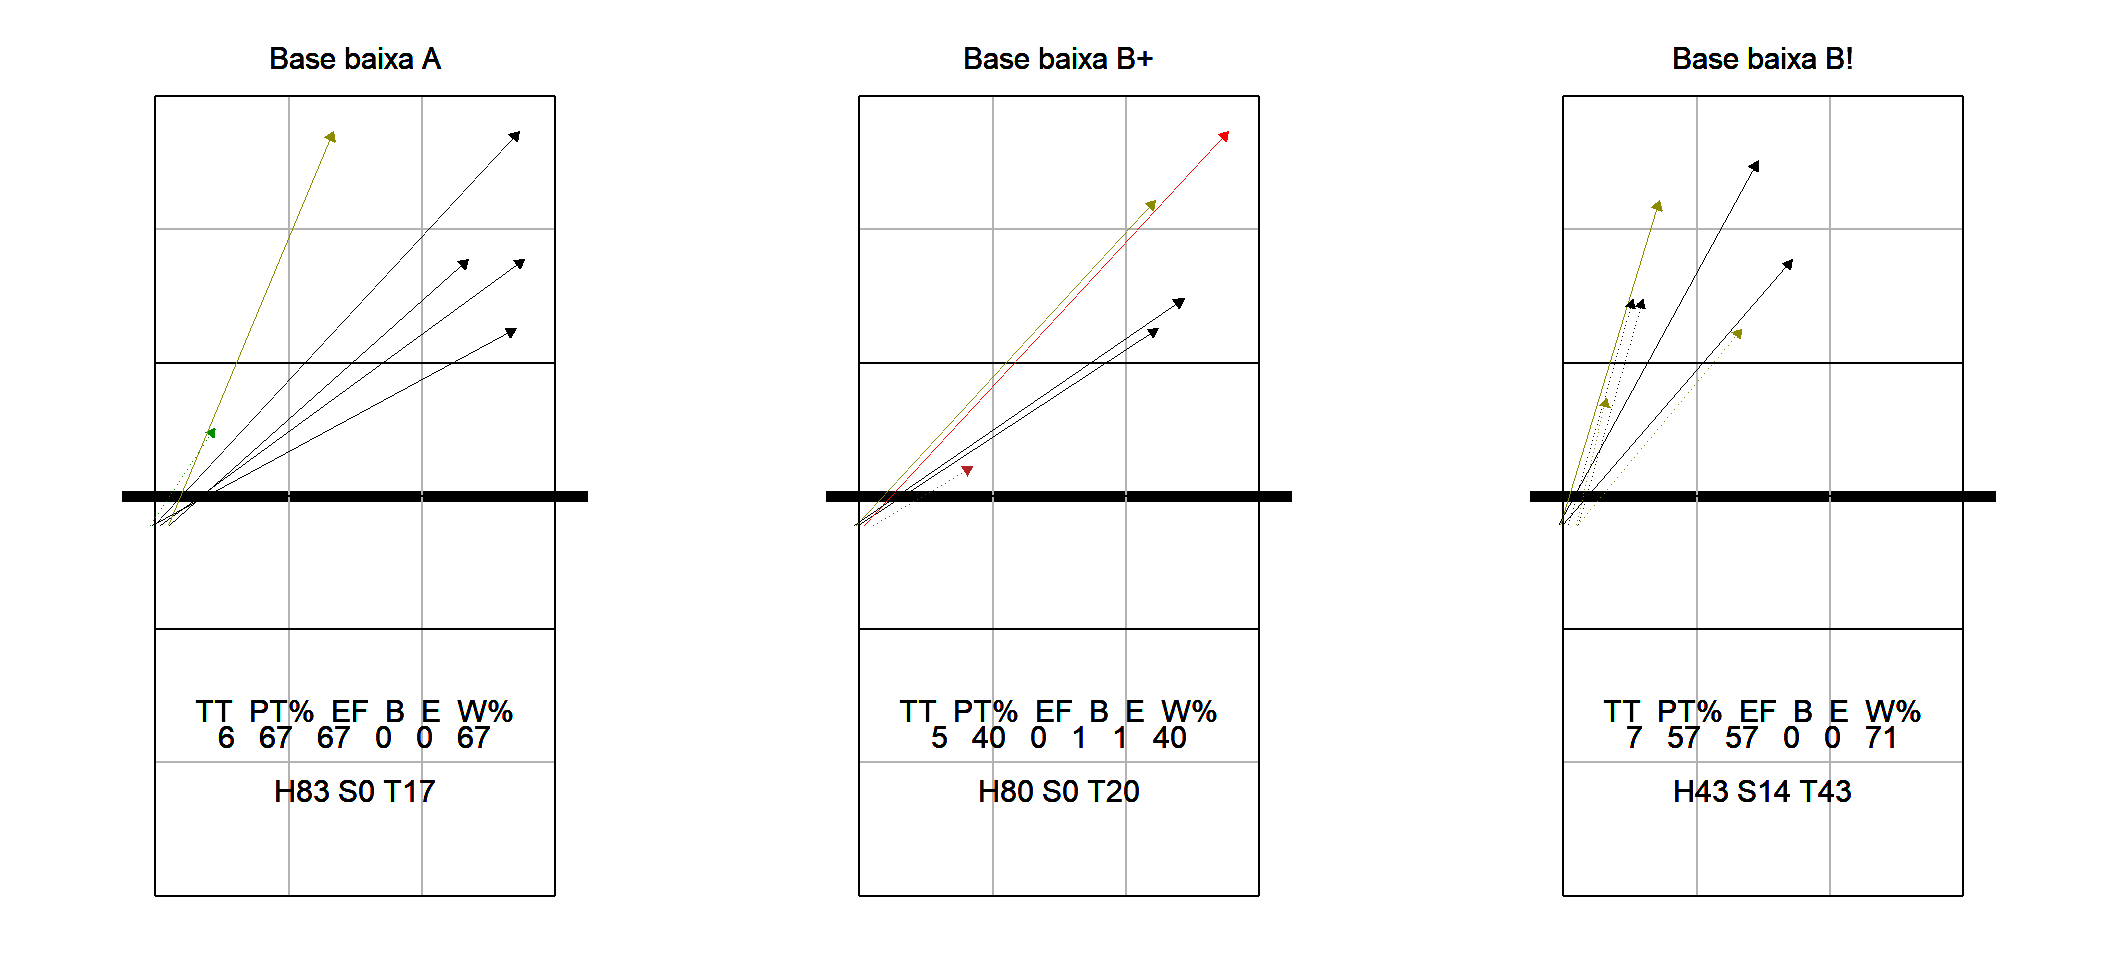 Base baixa A
TT PT% EF B E W%
6 67 67 0 0 67
H83 S0 T17
Base baixa B+
TT PT% EF B E W%
5 40 0 1 1 40
H80 S0 T20
Base baixa B!
TT PT% EF B E W%
7 57 57 0 0 71
H43 S14 T43